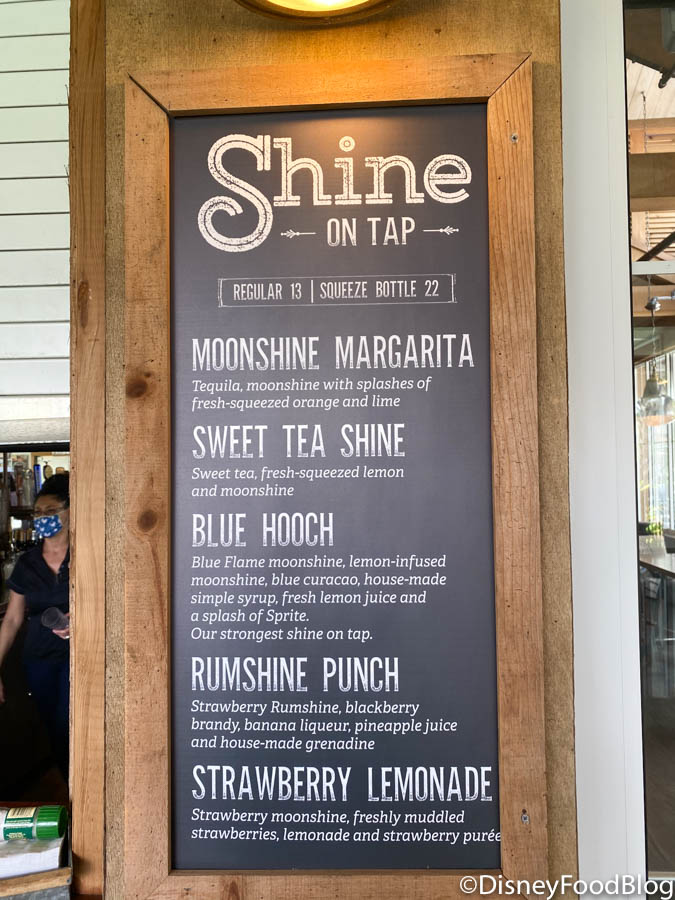 Shine
ON TAP
REGULAR 13 | SQUEEZE BOTTLE 22
MOONSHINE MARGARITA
Tequila, moonshine with splashes of
fresh-squeezed orange and lime
SWEET TEA SHINE
Sweet tea, fresh-squeezed lemon
and moonshine
BLUE HOOCH
Blue Flame moonshine, lemon-infused
moonshine, blue curacao, house-made
simple syrup, fresh lemon juice and
a splash of Sprite.
Our strongest shine on tap.
RUMSHINE PUNCH
Strawberry Rumshine, blackberry
brandy, banana liqueur, pineapple juice
and house-made grenadine
STRAWBERRY LEMONADE
Strawberry moonshine, freshly muddled
strawberries, lemonade and strawberry purée
©DisneyFoodBlog